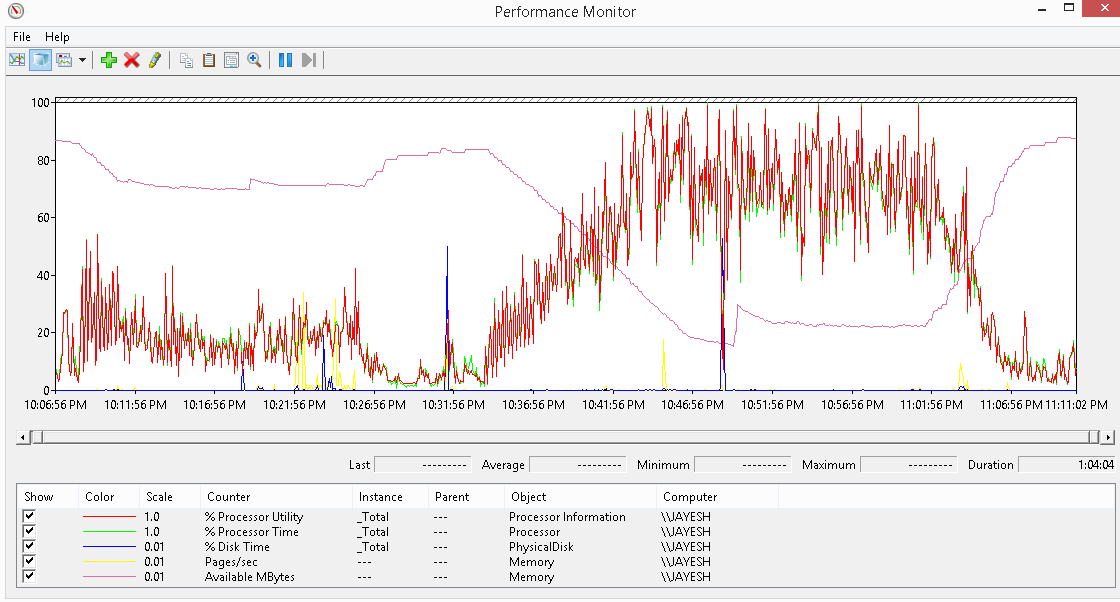 Performance Monitor
File Help
100
80
60
40
20
0
10:06:56 PM 10:11:56 PM 10:16:56 PM 10:21:56 PM 10:26:56 PM 10:31:56 PM 10:36:56 PM 10:41:56 PM 10:46:56 PM 10:51:56 PM 10:56:56 PM 11:01:56 PM 11:06:56 PM 11:11:02 PM
Last --------- Average --------- Minimum --------- Maximum --------- Duration 1:04:04
Show Color Scale Counter Instance Parent Object Computer
1.0 % Processor Utility _Total --- Processor Information \\JAYESH
1.0 % Processor Time _Total --- Processor \\JAYESH
0.01 % Disk Time _Total --- PhysicalDisk \\JAYESH
0.01 Pages/sec --- --- Memory \\JAYESH
0.01 Available MBytes --- --- Memory \\JAYESH